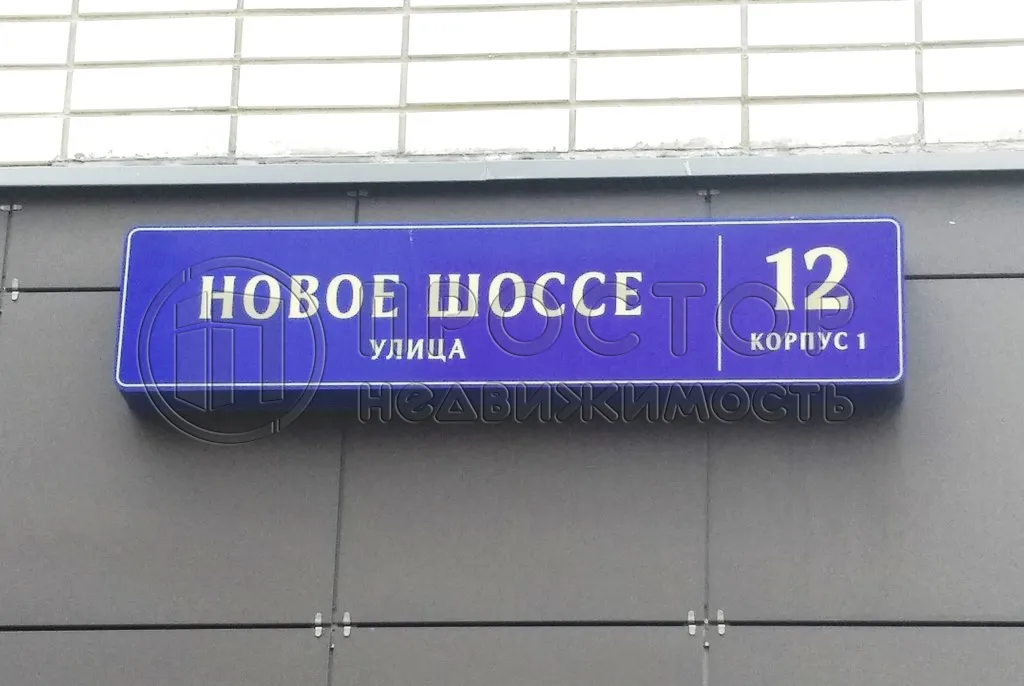 НОВОЕ ШОССЕ
УЛИЦА
12
КОРПУС 1
ПРОСТОР
НЕДВИЖИМОСТЬ